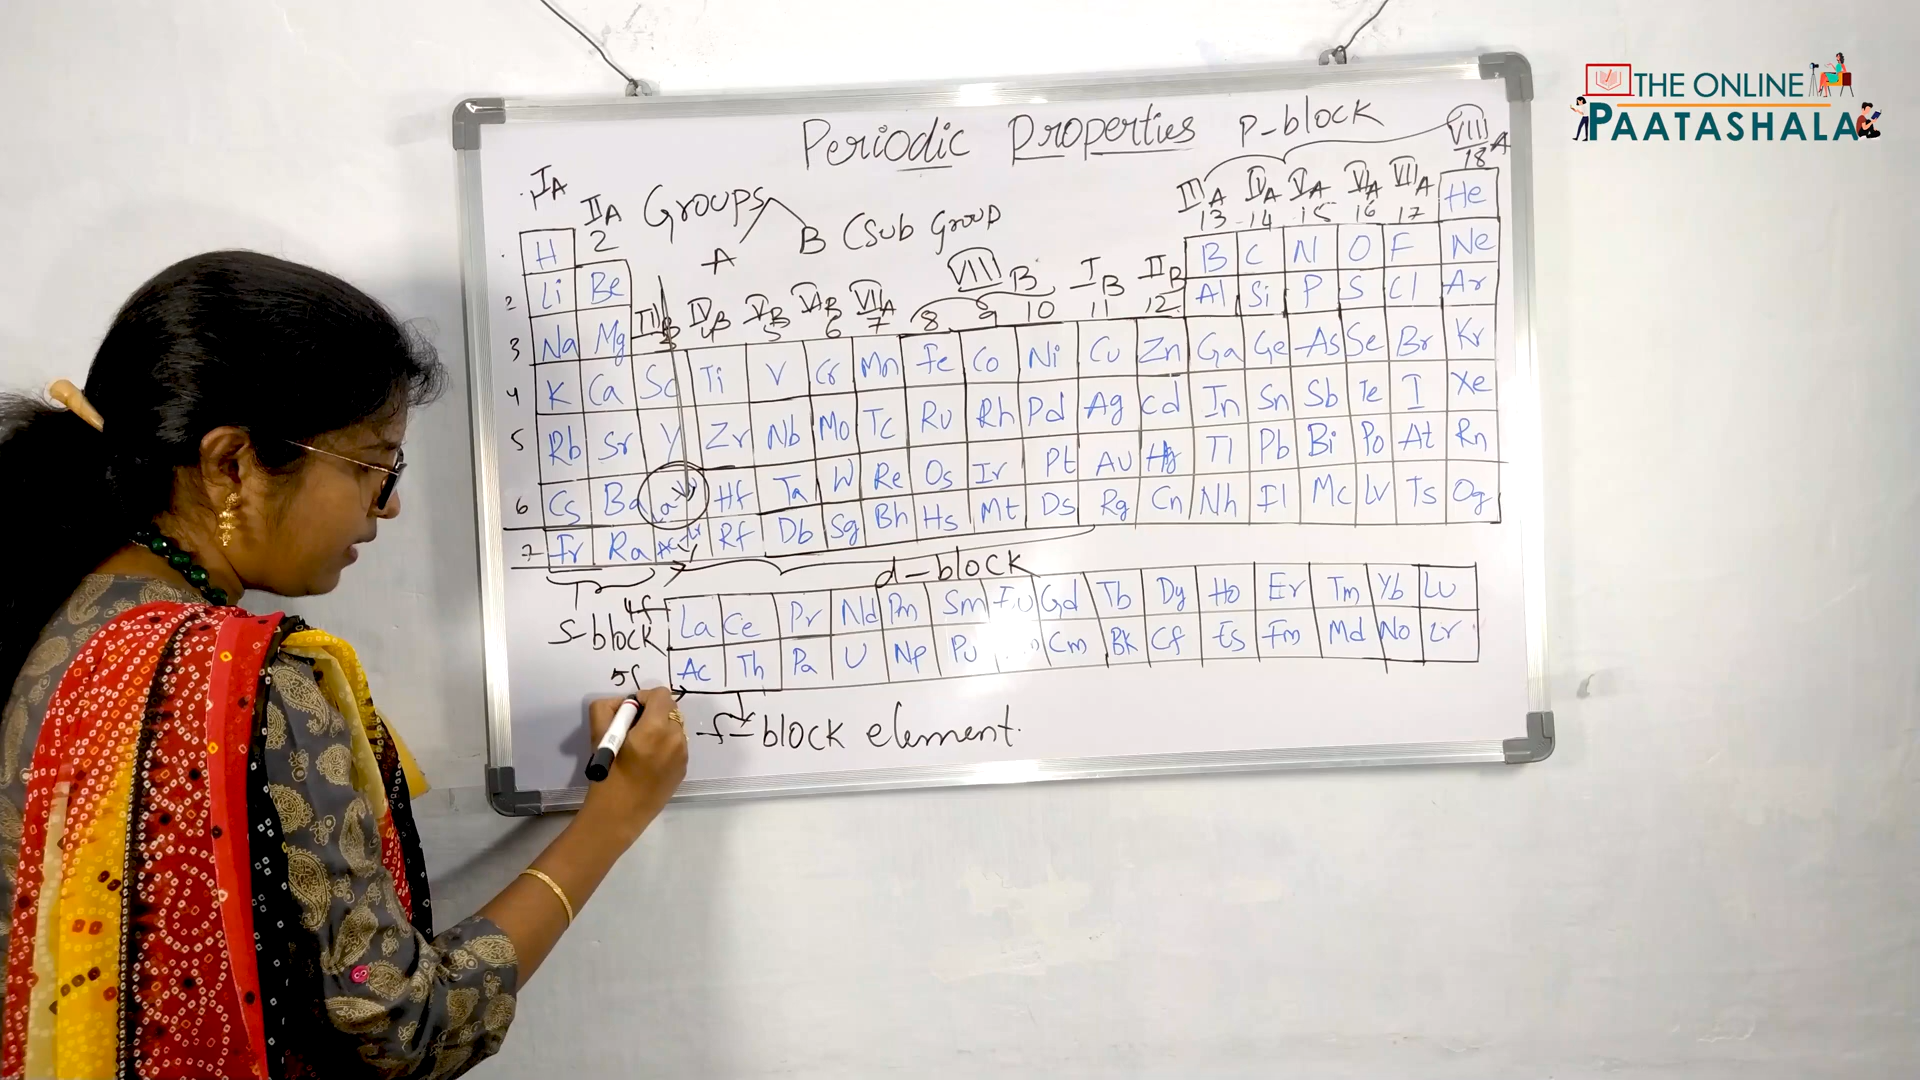 THE ONLINE
PAATASHALA
Periodic Properties p-block
VIII A
18
IA
IIA
2
Groups
A
B (Sub Group
IIIA IVA VA VIA VIIA
13 14 15 16 17
IVB VB VIB VIIA VIII B IB IIB
4 5 6 7 8 9 10 11 12
H He
2 Li Be B C N O F Ne
3 Na Mg Al Si P S Cl Ar
4 K Ca Sc Ti V Cr Mn Fe Co Ni Cu Zn Ga Ge As Se Br Kr
5 Rb Sr Y Zr Nb Mo Tc Ru Rh Pd Ag Cd In Sn Sb Te I Xe
6 Cs Ba La Hf Ta W Re Os Ir Pt Au Hg Tl Pb Bi Po At Rn
7 Fr Ra Ac Rf Db Sg Bh Hs Mt Ds Rg Cn Nh Fl Mc Lv Ts Og
S-block
d-block
4f La Ce Pr Nd Pm Sm Eu Gd Tb Dy Ho Er Tm Yb Lu
5f Ac Th Pa U Np Pu Cm Bk Cf Es Fm Md No Lr
f-block element.